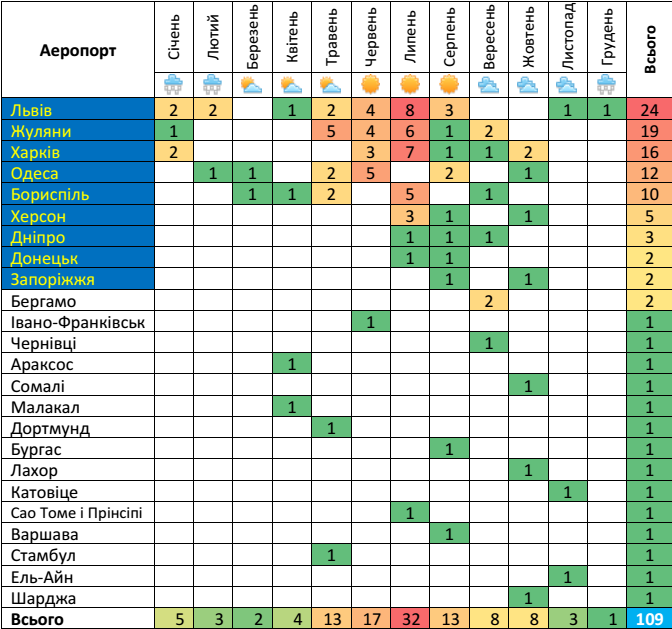 Аеропорт Січень Лютий Березень Квітень Травень Червень Липень Серпень Вересень Жовтень Листопад Грудень Всього
Львів 2 2 1 2 4 8 3 1 1 24
Жуляни 1 5 4 6 1 2 19
Харків 2 3 7 1 1 2 16
Одеса 1 1 2 5 2 1 12
Бориспіль 1 1 2 5 1 10
Херсон 3 1 1 5
Дніпро 1 1 1 3
Донецьк 1 1 2
Запоріжжя 1 1 2
Бергамо 2 2
Івано-Франківськ 1 1
Чернівці 1 1
Араксос 1 1
Сомалі 1 1
Малакал 1 1
Дортмунд 1 1
Бургас 1 1
Лахор 1 1
Катовіце 1 1
Сао Томе і Прінсіпі 1 1
Варшава 1 1
Стамбул 1 1
Ель-Айн 1 1
Шарджа 1 1
Всього 5 3 2 4 13 17 32 13 8 8 3 1 109